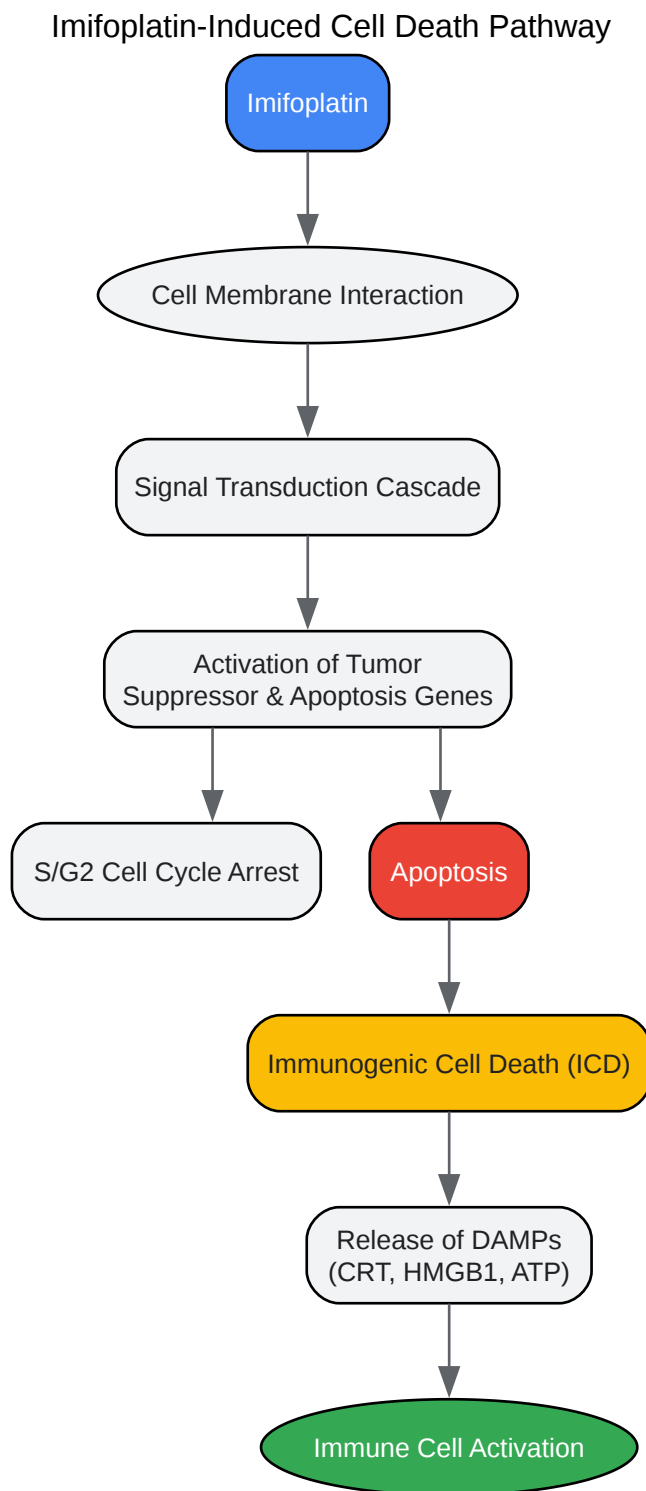 Imifoplatin-Induced Cell Death Pathway
Imifoplatin
Cell Membrane Interaction
Signal Transduction Cascade
Activation of Tumor
Suppressor & Apoptosis Genes
S/G2 Cell Cycle Arrest
Apoptosis
Immunogenic Cell Death (ICD)
Release of DAMPs
(CRT, HMGB1, ATP)
Immune Cell Activation